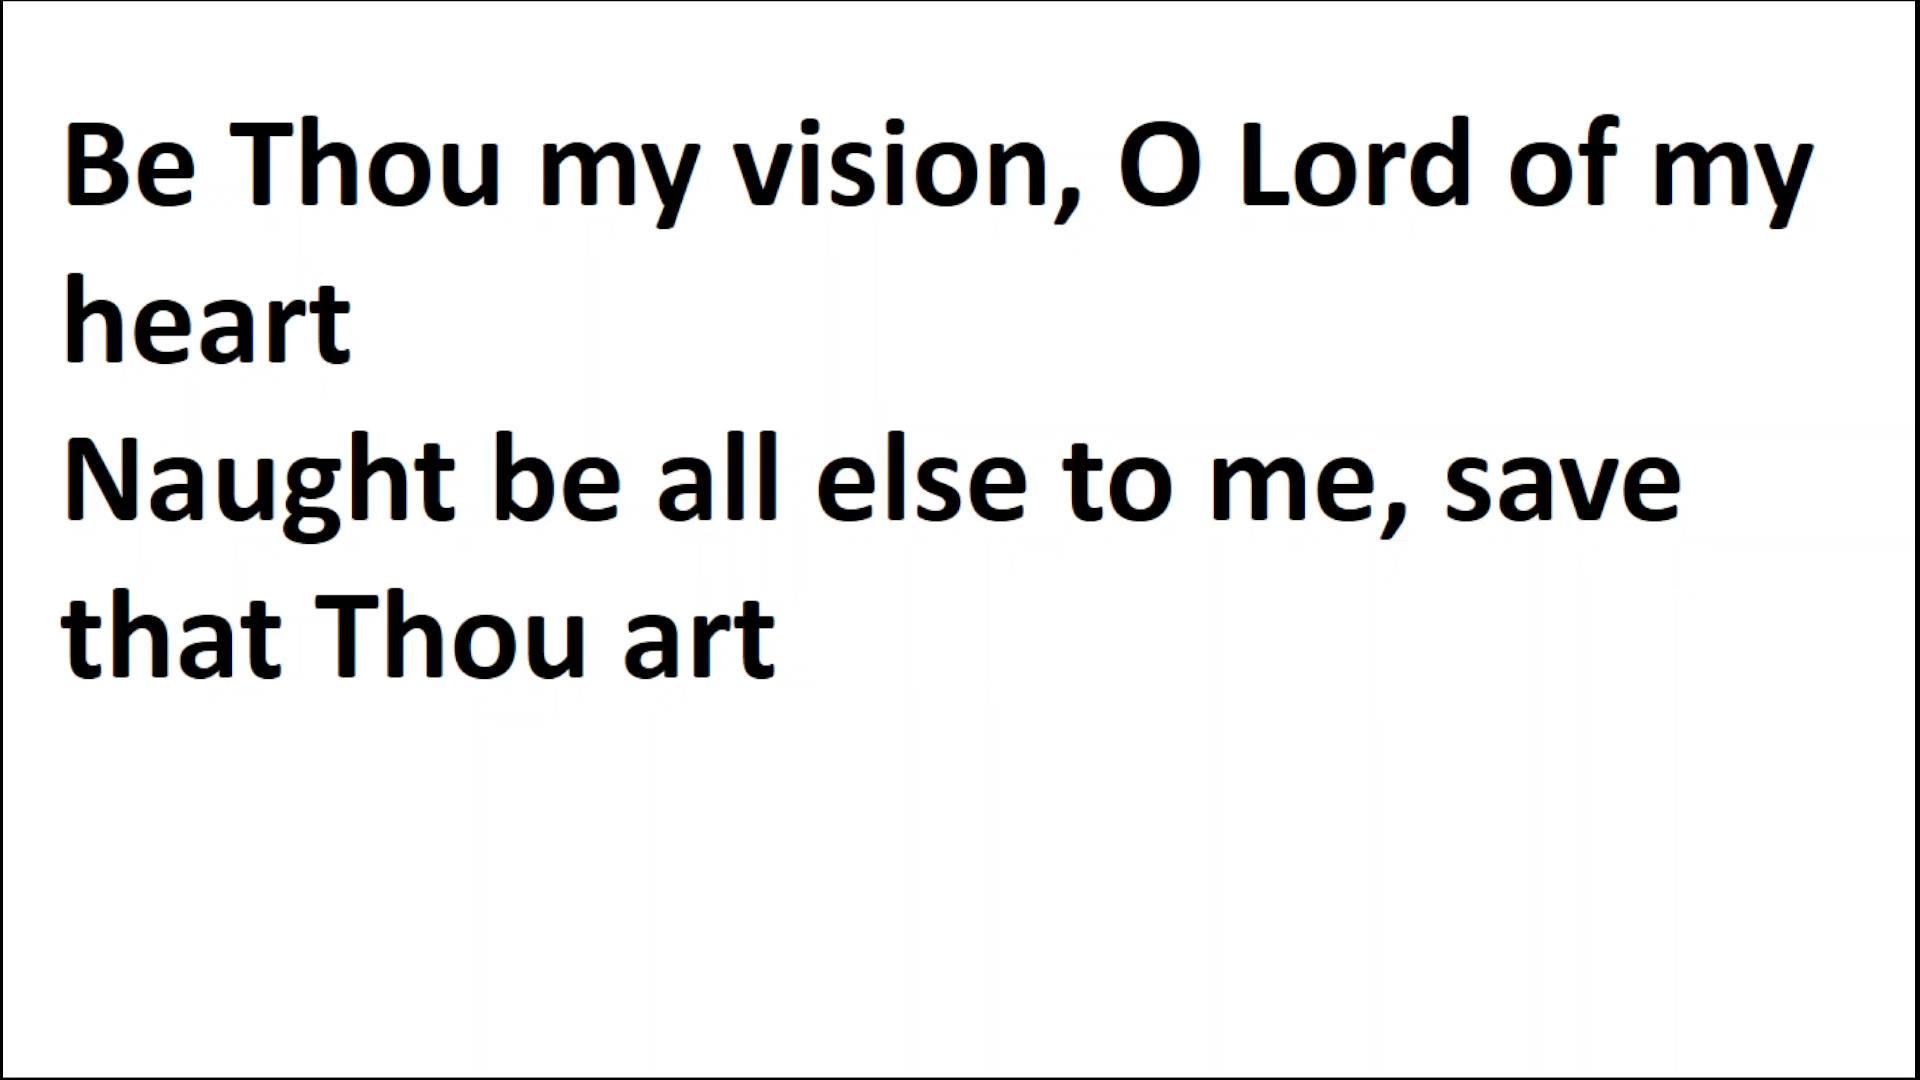 Be Thou my vision, O Lord of my
heart
Naught be all else to me, save
that Thou art